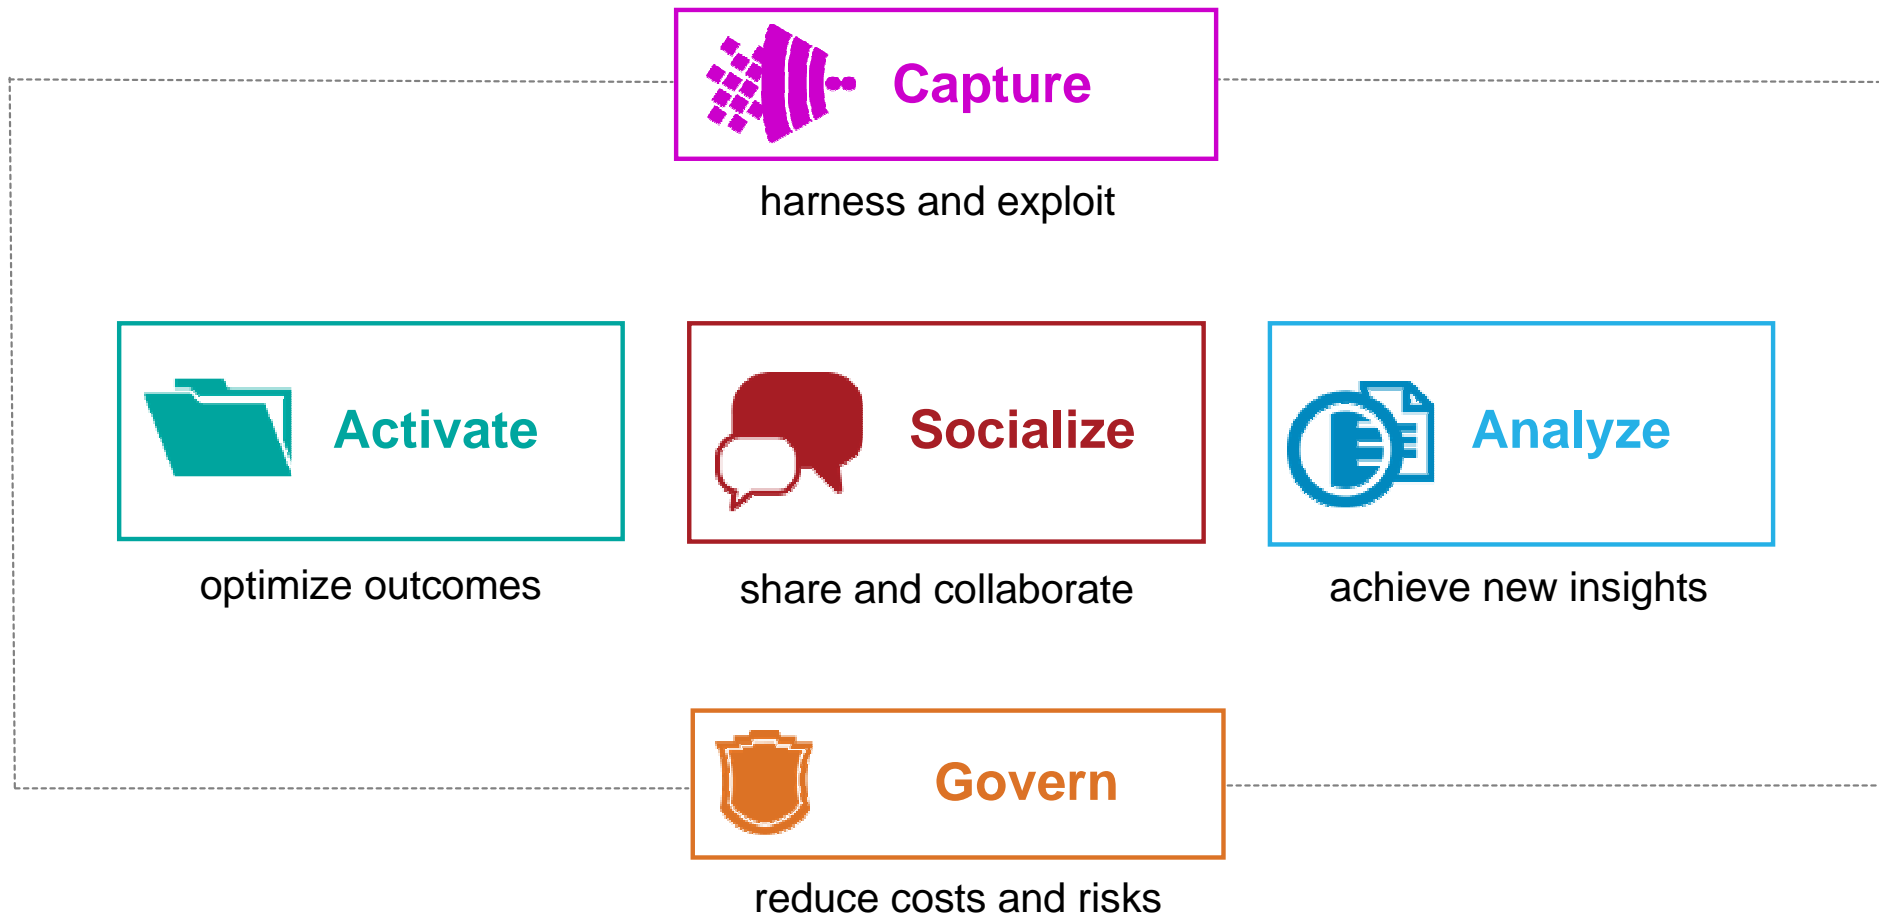 Capture
harness and exploit
Activate
optimize outcomes
Socialize
share and collaborate
Analyze
achieve new insights
Govern
reduce costs and risks